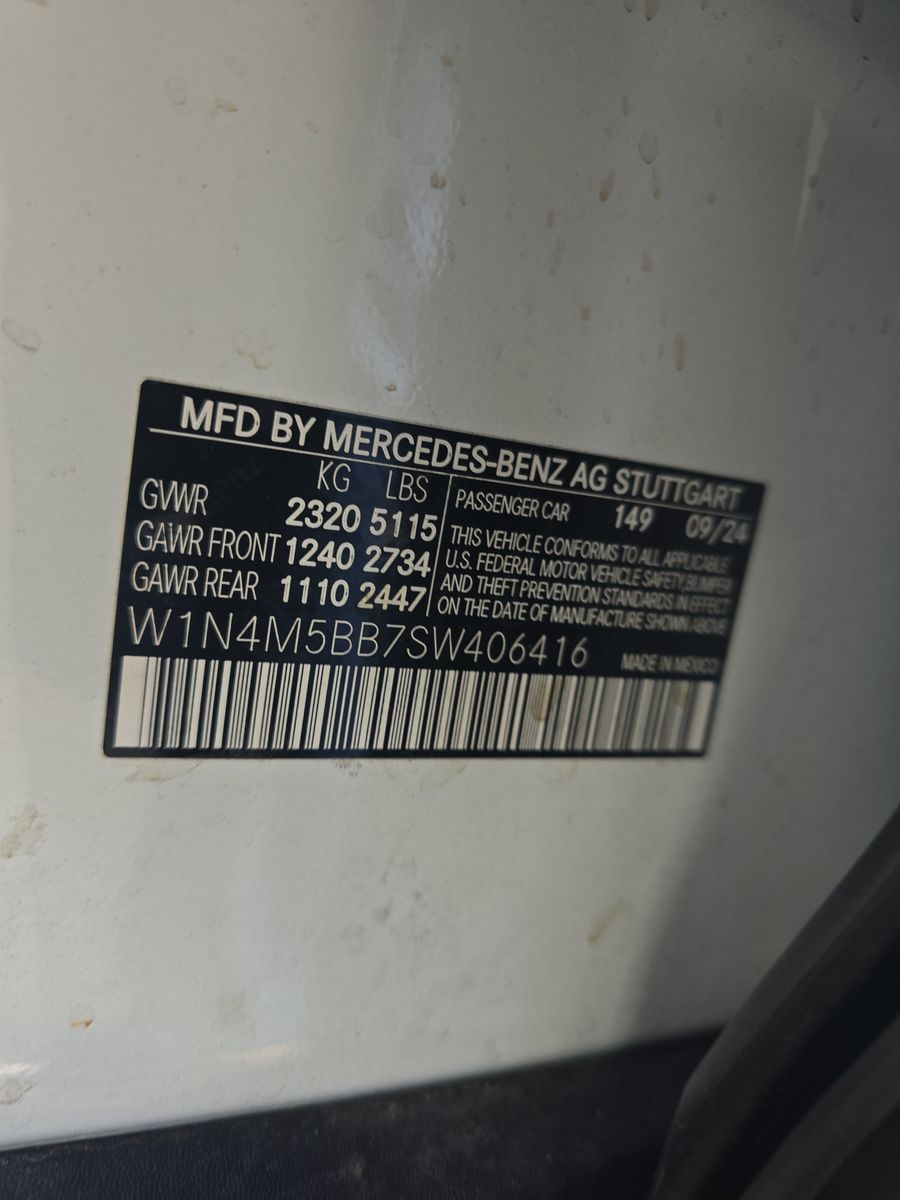 MFD BY MERCEDES-BENZ AG STUTTGART
KG LBS
GVWR 2320 5115
GAWR FRONT 1240 2734
GAWR REAR 1110 2447
PASSENGER CAR 149 09/24
THIS VEHICLE CONFORMS TO ALL APPLICABLE
U.S. FEDERAL MOTOR VEHICLE SAFETY,BUMPER
AND THEFT PREVENTION STANDARDS IN EFFECT
ON THE DATE OF MANUFACTURE SHOWN ABOVE
W1N4M5BB7SW406416
MADE IN MEXICO